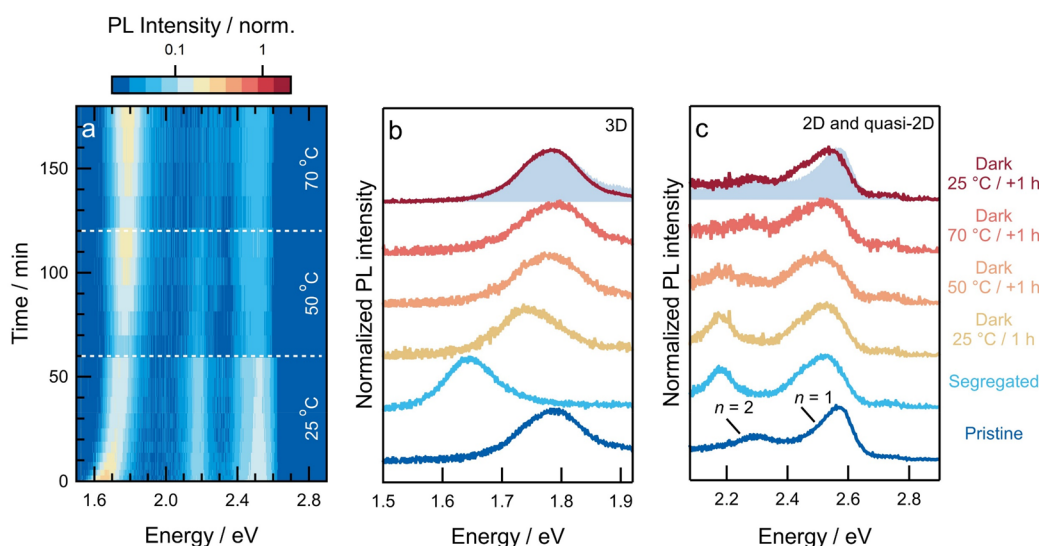 PL Intensity / norm.
0.1 1
a
70 °C
50 °C
25 °C
Time / min
150
100
50
0
1.6 2.0 2.4 2.8
Energy / eV
b
3D
Normalized PL intensity
1.5 1.6 1.7 1.8 1.9
Energy / eV
c
2D and quasi-2D
Normalized PL intensity
n = 2
n = 1
2.2 2.4 2.6 2.8
Energy / eV
Dark
25 °C / +1 h
Dark
70 °C / +1 h
Dark
50 °C / +1 h
Dark
25 °C / 1 h
Segregated
Pristine